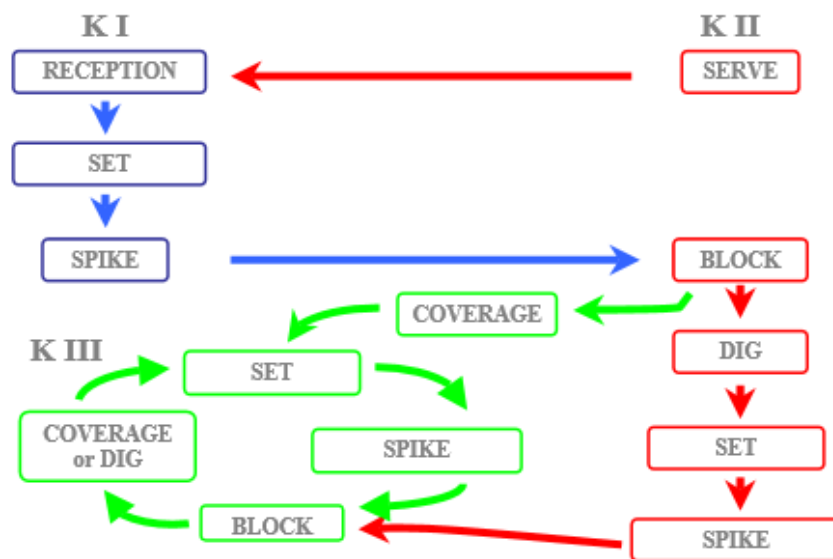 K I
K II
RECEPTION
SERVE
SET
SPIKE
BLOCK
COVERAGE
K III
DIG
SET
COVERAGE
or DIG
SPIKE
SET
BLOCK
SPIKE